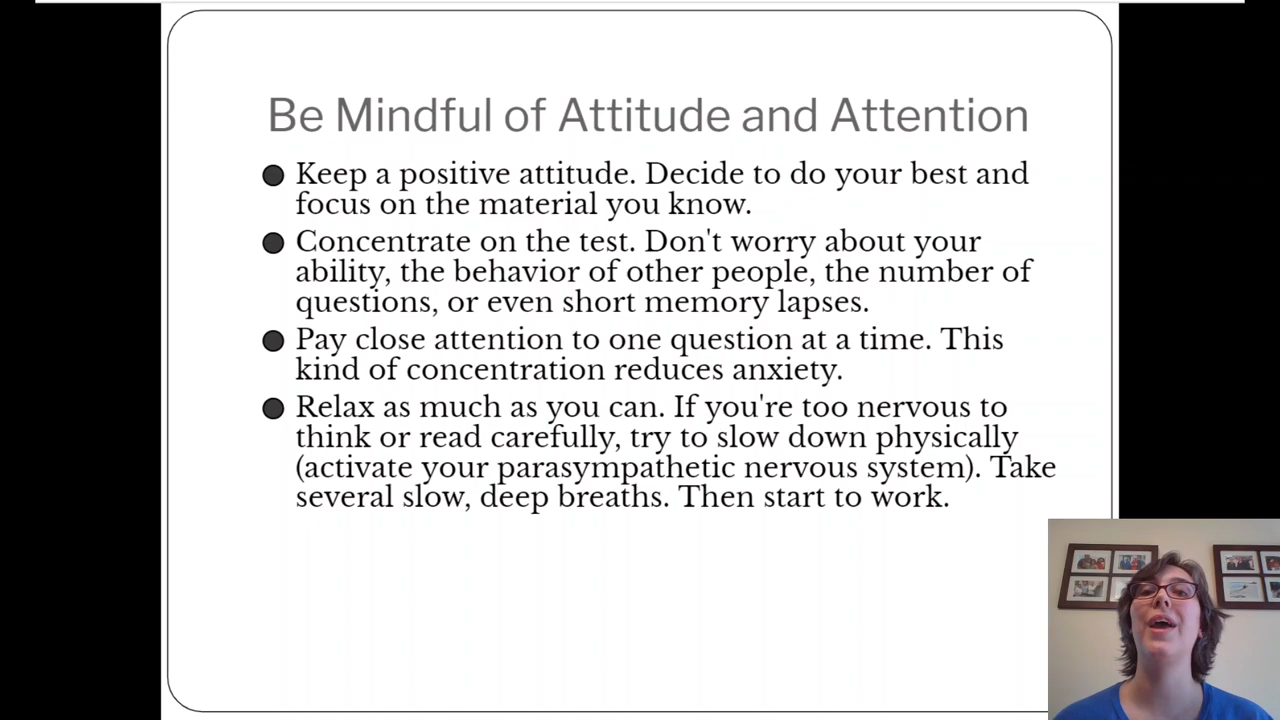 Be Mindful of Attitude and Attention
Keep a positive attitude. Decide to do your best and
focus on the material you know.
Concentrate on the test. Don't worry about your
ability, the behavior of other people, the number of
questions, or even short memory lapses.
Pay close attention to one question at a time. This
kind of concentration reduces anxiety.
Relax as much as you can. If you're too nervous to
think or read carefully, try to slow down physically
(activate your parasympathetic nervous system). Take
several slow, deep breaths. Then start to work.